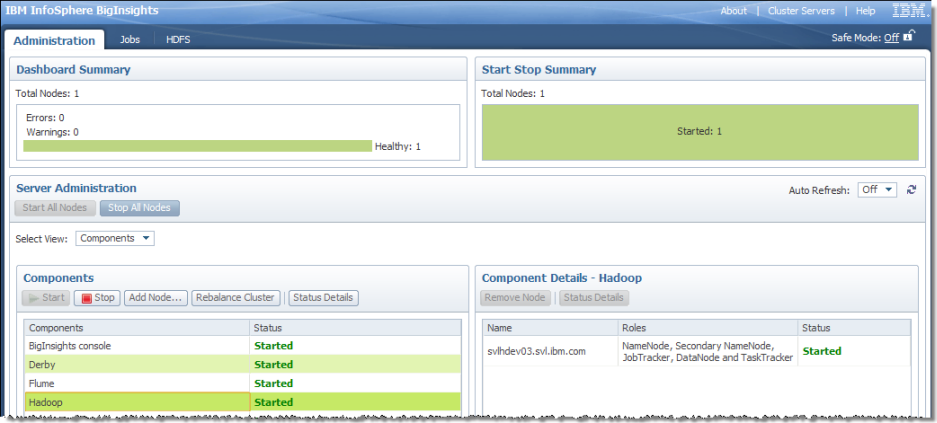 IBM InfoSphere BigInsights
About | Cluster Servers | Help IBM.
Administration Jobs HDFS
Safe Mode: Off
Dashboard Summary
Total Nodes: 1
Errors: 0
Warnings: 0
Healthy: 1
Start Stop Summary
Total Nodes: 1
Started: 1
Server Administration
Auto Refresh: Off
Start All Nodes Stop All Nodes
Select View: Components
Components
Start Stop Add Node... Rebalance Cluster Status Details
Components Status
BigInsights console Started
Derby Started
Flume Started
Hadoop Started
Component Details - Hadoop
Remove Node Status Details
Name Roles Status
svlhdev03.svl.ibm.com NameNode, Secondary NameNode, Started
JobTracker, DataNode and TaskTracker